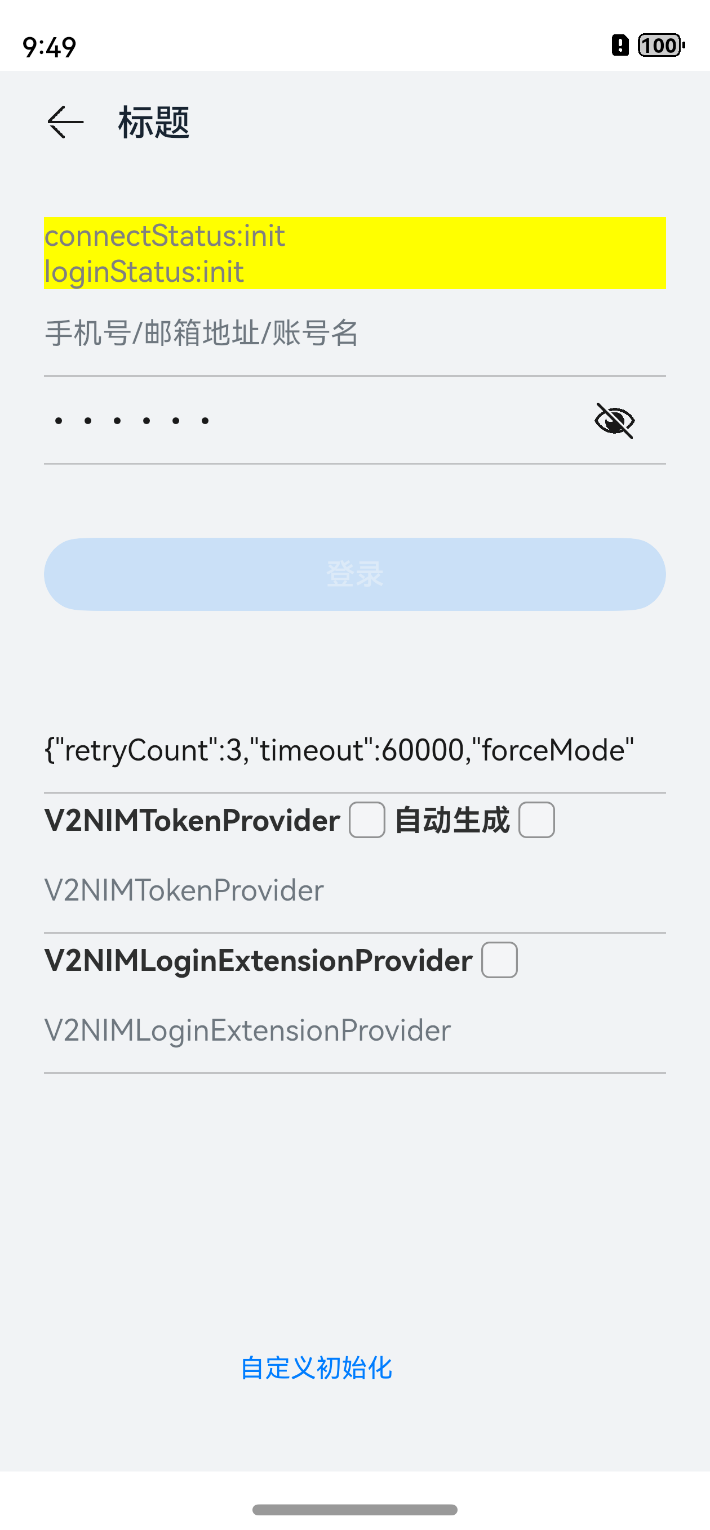 9:49
100
标题
connectStatus:init
loginStatus:init
手机号/邮箱地址/账号名
••••••
登录
{"retryCount":3,"timeout":60000,"forceMode"
V2NIMTokenProvider 自动生成
V2NIMTokenProvider
V2NIMLoginExtensionProvider
V2NIMLoginExtensionProvider
自定义初始化